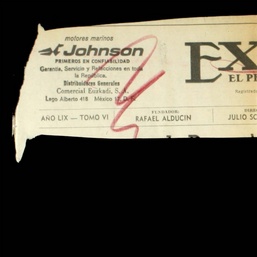 motores marinos
Johnson
PRIMEROS EN CONFIABILIDAD
Garantía, Servicio y Refacciones en toda
la República.
Distribuidores Generales
Comercial Euzkadi, S. A.
Lago Alberto 418 México 17, D. F.
EX
EL P
AÑO LIX — TOMO VI
FUNDADOR:
RAFAEL ALDUCIN
JULIO SC